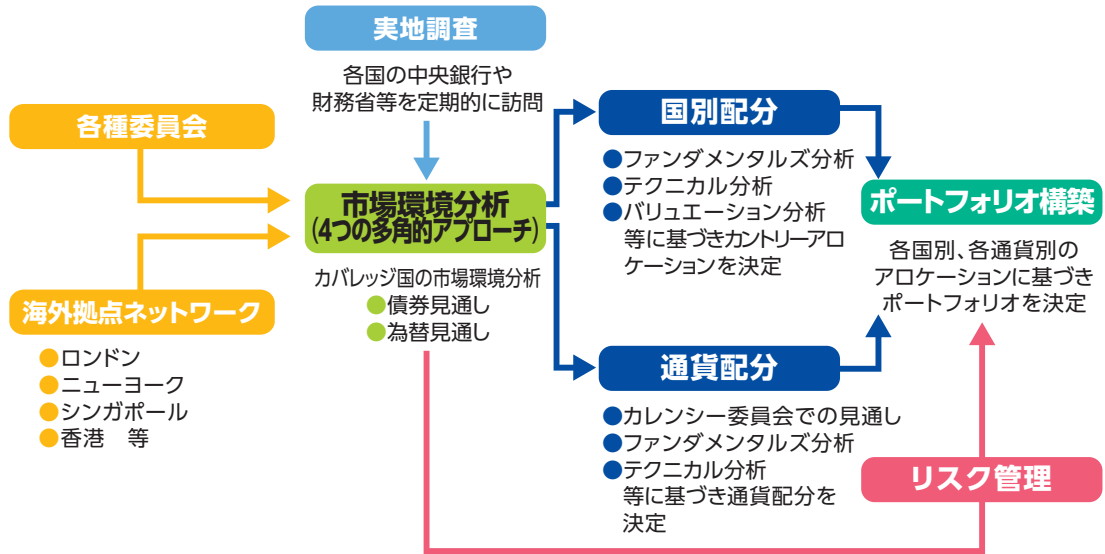 実地調査
各国の中央銀行や
財務省等を定期的に訪問
各種委員会
海外拠点ネットワーク
●ロンドン
●ニューヨーク
●シンガポール
●香港　等
市場環境分析
(4つの多角的アプローチ)
カバレッジ国の市場環境分析
●債券見通し
●為替見通し
国別配分
●ファンダメンタルズ分析
●テクニカル分析
●バリュエーション分析
等に基づきカントリーアロ
ケーションを決定
通貨配分
●カレンシー委員会での見通し
●ファンダメンタルズ分析
●テクニカル分析
等に基づき通貨配分を
決定
ポートフォリオ構築
各国別、各通貨別の
アロケーションに基づき
ポートフォリオを決定
リスク管理